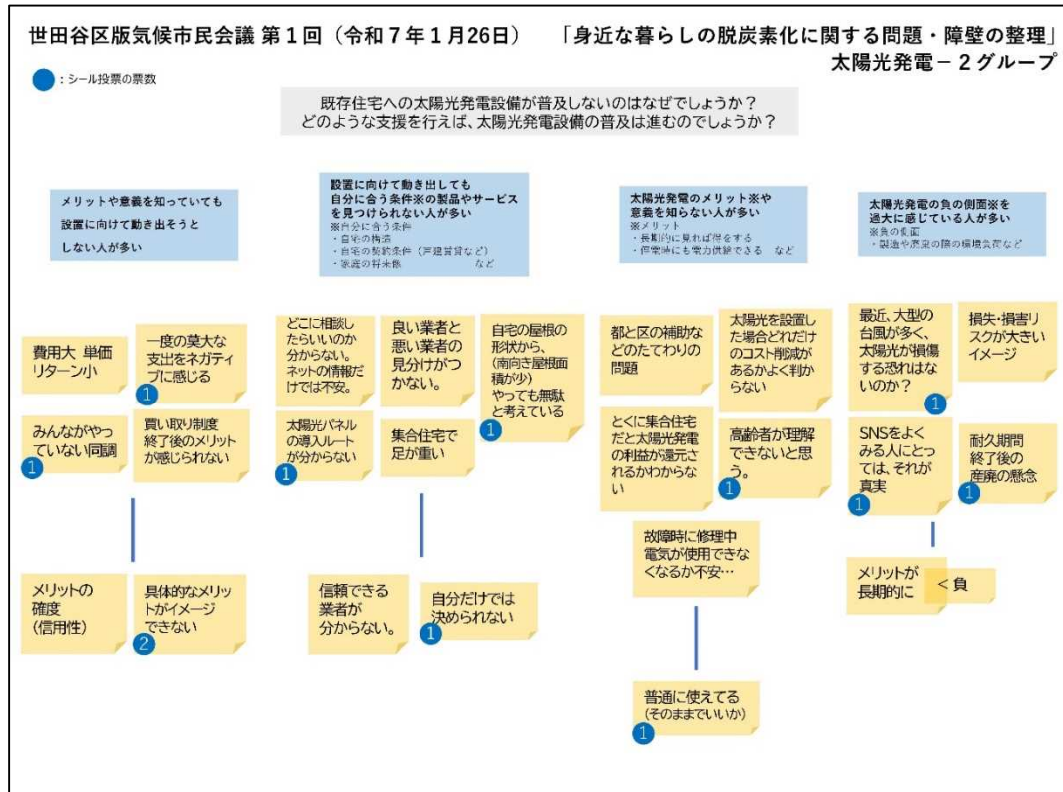 世田谷区版気候市民会議 第１回（令和７年１月26日）　「身近な暮らしの脱炭素化に関する問題・障壁の整理」
太陽光発電－２グループ
：シール投票の票数
既存住宅への太陽光発電設備が普及しないのはなぜでしょうか？
どのような支援を行えば、太陽光発電設備の普及は進むのでしょうか？
メリットや意義を知っていても
設置に向けて動き出そうと
しない人が多い
費用大 単価
リターン小
一度の莫大な
支出をネガティ
ブに感じる
1
みんながやっ
ていない同調
1
買い取り制度
終了後のメリット
が感じられない
メリットの
確度
（信用性）
具体的なメリッ
トがイメージ
できない
2
設置に向けて動き出しても
自分に合う条件※の製品やサービス
を見つけられない人が多い
※自分に合う条件
・自宅の構造
・自宅の契約条件（戸建賃貸など）
・家庭の将来像　　　　　など
どこに相談し
たらいいのか
分からない。
ネットの情報だ
けでは不安。
良い業者と
悪い業者の
見分けがつ
かない。
自宅の屋根の
形状から、
（南向き屋根面
積が少）
やっても無駄
と考えている
1
太陽光パネル
の導入ルート
が分からない
1
集合住宅で
足が重い
信頼できる
業者が
分からない。
自分だけでは
決められない
1
太陽光発電のメリット※や
意義を知らない人が多い
※メリット
・長期的に見れば得をする
・停電時にも電力供給できる　など
都と区の補助な
どのたてわりの
問題
太陽光を設置し
た場合どれだけ
のコスト削減が
あるかよく判か
らない
とくに集合住宅
だと太陽光発電
の利益が還元さ
れるかわからな
い
高齢者が理解
できないと思
う。
1
故障時に修理中
電気が使用できな
くなるか不安…
普通に使えてる
（そのままでいいか）
1
太陽光発電の負の側面※を
過大に感じている人が多い
※負の側面
・製造や廃棄の際の環境負荷など
最近、大型の
台風が多く、
太陽光が損傷
する恐れはな
いのか？
1
損失・損害リ
スクが大きい
イメージ
SNSをよく
みる人にとっ
ては、それが
真実
1
耐久期間
終了後の
産廃の懸念
1
メリットが
長期的に
＜負